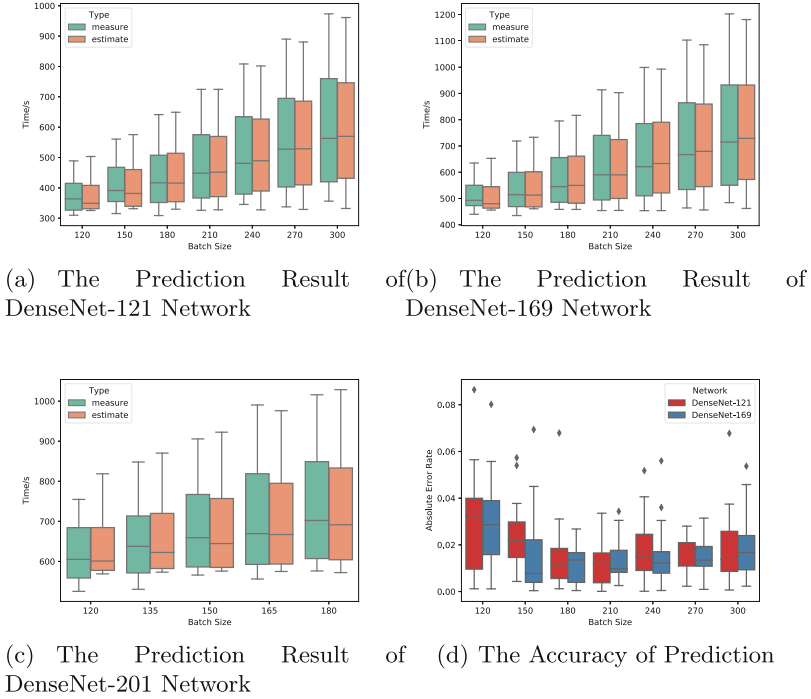 1000
900
800
700
600
500
400
300
Time/s
Type
measure
estimate
120 150 180 210 240 270 300
Batch Size
1200
1100
1000
900
800
700
600
500
400
Time/s
Type
measure
estimate
120 150 180 210 240 270 300
Batch Size
(a) The Prediction Result of
DenseNet-121 Network
(b) The Prediction Result of
DenseNet-169 Network
1000
900
800
700
600
Time/s
Type
measure
estimate
120 135 150 165 180
Batch Size
0.08
0.06
0.04
0.02
0.00
Absolute Error Rate
Network
DenseNet-121
DenseNet-169
120 150 180 210 240 270 300
Batch Size
(c) The Prediction Result of
DenseNet-201 Network
(d) The Accuracy of Prediction